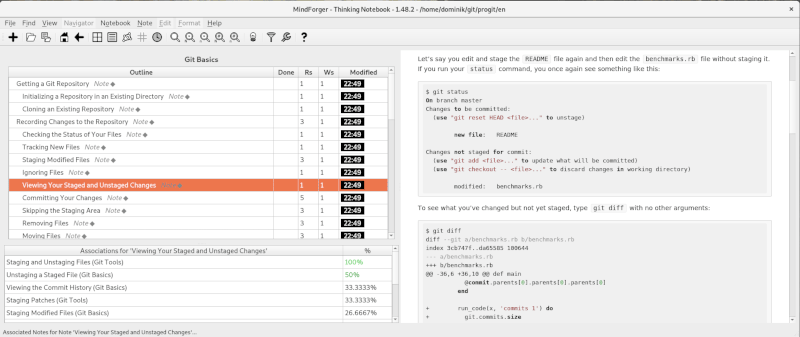 MindForger - Thinking Notebook - 1.48.2 - /home/dominik/git/progit/en
File Find View Navigator Notebook Note Edit Format Help
Git Basics
Outline Done Rs Ws Modified
Getting a Git Repository Note 1 1 22:49
Initializing a Repository in an Existing Directory Note 1 1 22:49
Cloning an Existing Repository Note 1 1 22:49
Recording Changes to the Repository Note 3 1 22:49
Checking the Status of Your Files Note 1 1 22:49
Tracking New Files Note 1 1 22:49
Staging Modified Files Note 3 1 22:49
Ignoring Files Note 1 1 22:49
Viewing Your Staged and Unstaged Changes Note 1 1 22:49
Committing Your Changes Note 5 1 22:49
Skipping the Staging Area Note 3 1 22:49
Removing Files Note 3 1 22:49
Moving Files Note 3 1 22:49
Associations for 'Viewing Your Staged and Unstaged Changes' %
Staging and Unstaging Files (Git Tools) 100%
Unstaging a Staged File (Git Basics) 50%
Viewing the Commit History (Git Basics) 33.3333%
Staging Patches (Git Tools) 33.3333%
Staging Modified Files (Git Basics) 26.6667%
Let's say you edit and stage the README file again and then edit the benchmarks.rb file without staging it.
If you run your status command, you once again see something like this:
$ git status
On branch master
Changes to be committed:
(use "git reset HEAD <file>..." to unstage)
new file: README
Changes not staged for commit:
(use "git add <file>..." to update what will be committed)
(use "git checkout -- <file>..." to discard changes in working directory)
modified: benchmarks.rb
To see what you've changed but not yet staged, type git diff with no other arguments:
$ git diff
diff --git a/benchmarks.rb b/benchmarks.rb
index 3cb747f..da65585 100644
--- a/benchmarks.rb
+++ b/benchmarks.rb
@@ -36,6 +36,10 @@ def main
@commit.parents[0].parents[0].parents[0]
end
+ run_code(x, 'commits 1') do
+ git.commits.size
Associated Notes for Note 'Viewing Your Staged and Unstaged Changes'...